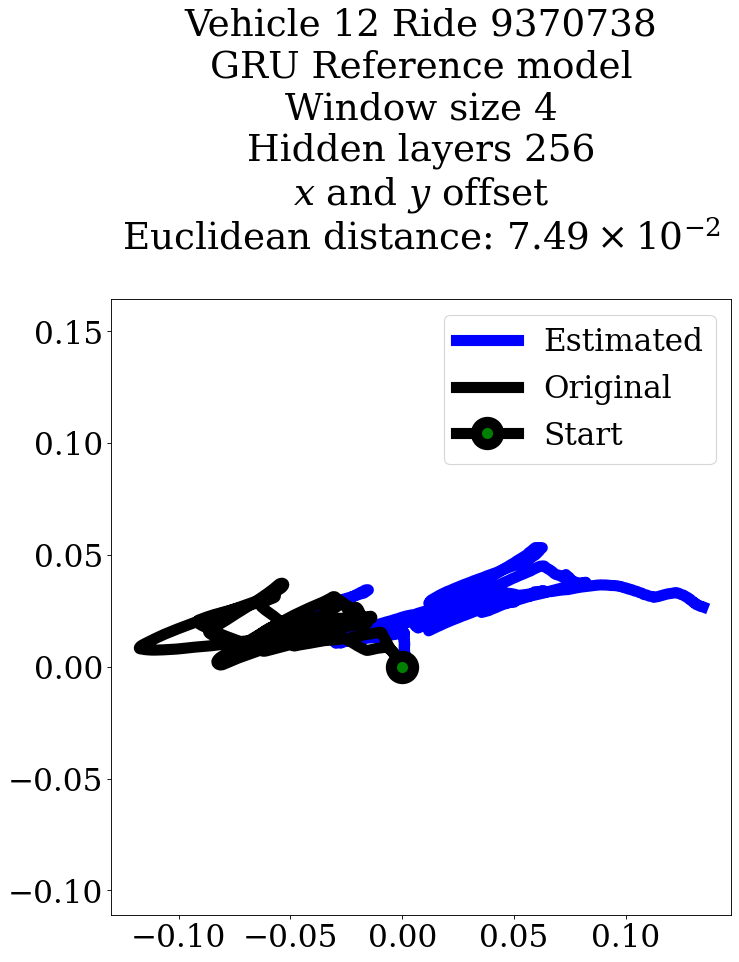 Vehicle 12 Ride 9370738
GRU Reference model
Window size 4
Hidden layers 256
x and y offset
Euclidean distance: 7.49 × 10⁻²
Estimated
Original
Start
0.15
0.10
0.05
0.00
−0.05
−0.10
−0.10 −0.05 0.00 0.05 0.10